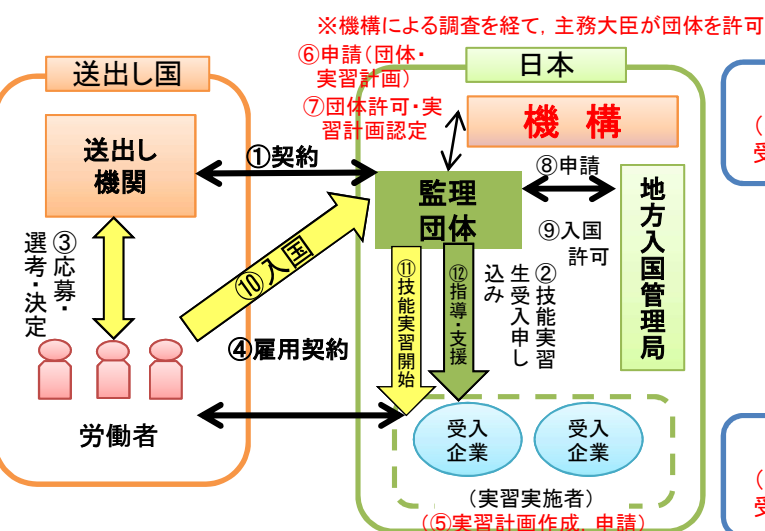 ※機構による調査を経て，主務大臣が団体を許可
⑥申請(団体・
実習計画)
⑦団体許可・実
習計画認定
送出し国
日本
送出し
機関
①契約
機 構
監理
団体
⑧申請
⑨入国
許可
地方入国管理局
③応募・
選考・決定
⑩入国
④雇用契約
⑪技能実習開始
⑫指導・支援
②技能実習
生受入申し
込み
労働者
受入
企業
受入
企業
(実習実施者)
(⑤実習計画作成，申請)
(
受
(
受